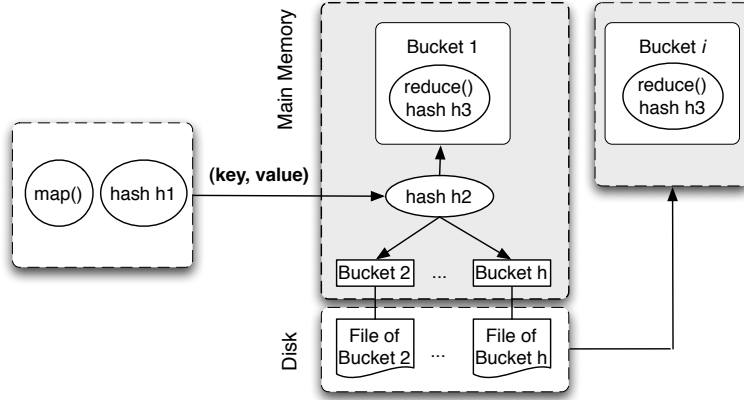 map()
hash h1
(key, value)
Main Memory
Bucket 1
reduce()
hash h3
hash h2
Bucket 2
...
Bucket h
Disk
File of
Bucket 2
...
File of
Bucket h
Bucket i
reduce()
hash h3